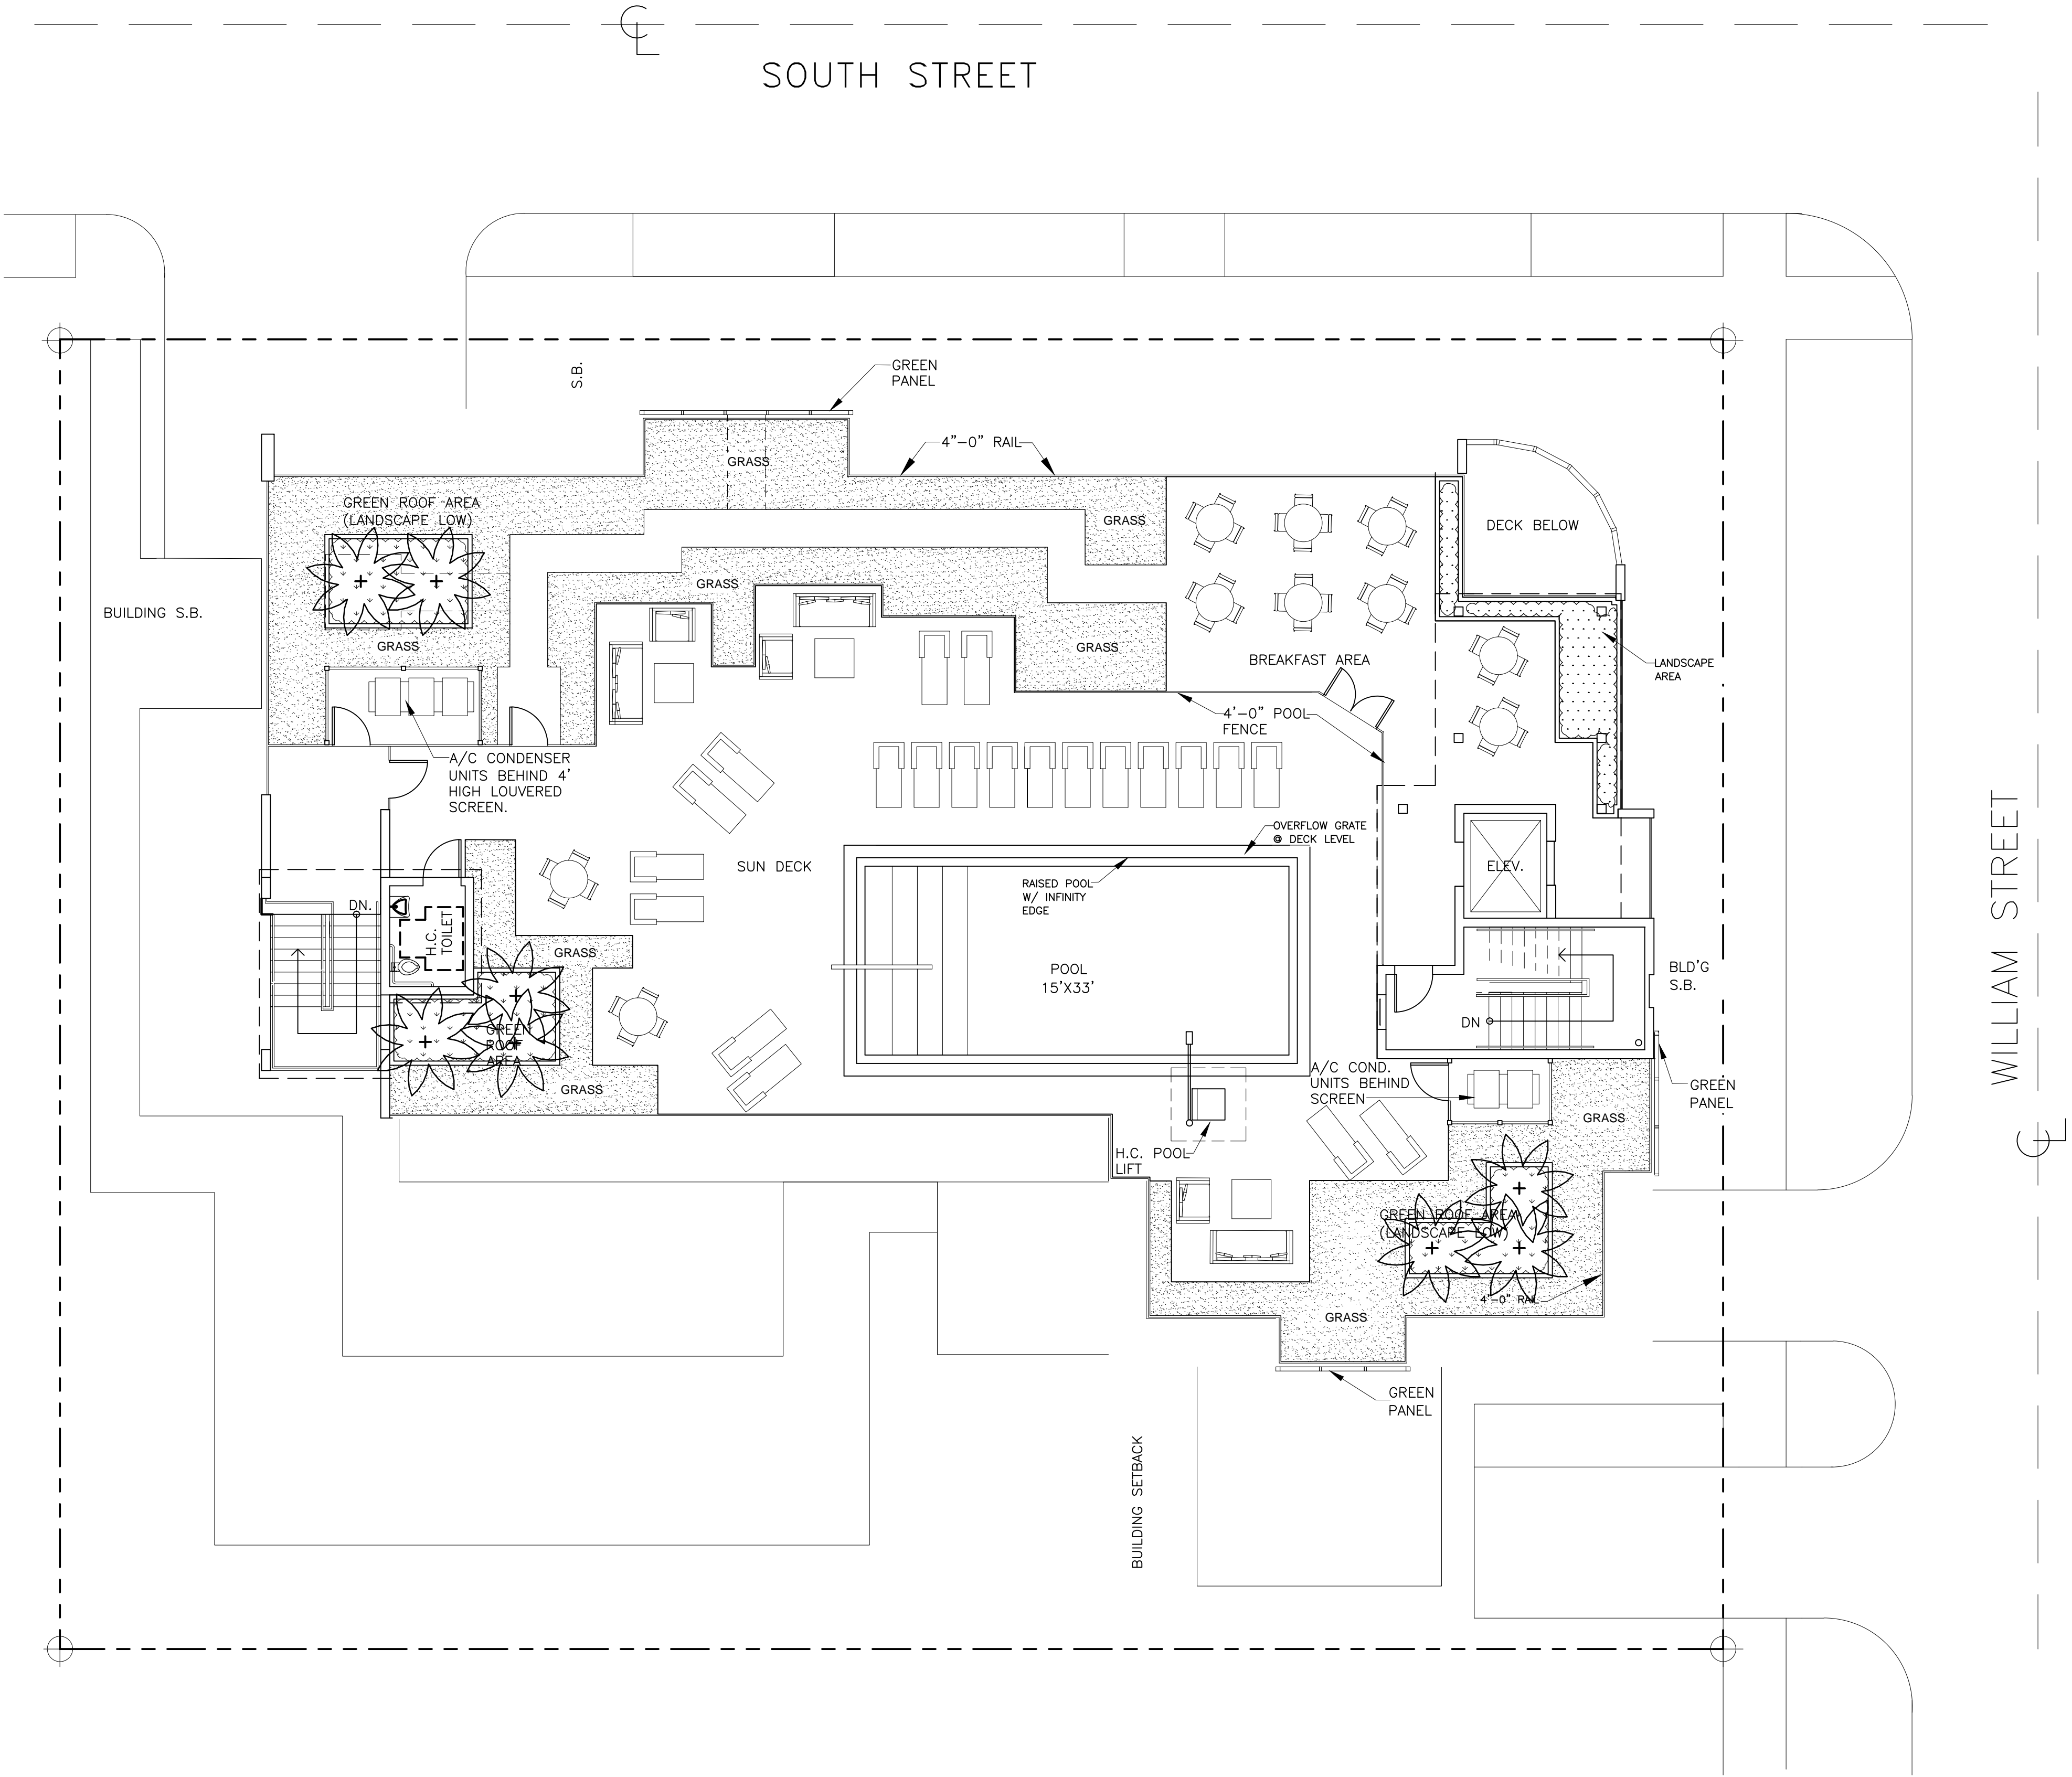 SOUTH STREET
GREEN
PANEL
S.B.
4"-0" RAIL
GRASS
GREEN ROOF AREA
(LANDSCAPE LOW)
GRASS
DECK BELOW
GRASS
BUILDING S.B.
GRASS
GRASS
BREAKFAST AREA
LANDSCAPE
AREA
4'-0" POOL
FENCE
A/C CONDENSER
UNITS BEHIND 4'
HIGH LOUVERED
SCREEN.
OVERFLOW GRATE
@ DECK LEVEL
SUN DECK
ELEV.
RAISED POOL
W/ INFINITY
EDGE
DN.
H.C.
TOILET
GRASS
POOL
15'X33'
BLD'G
S.B.
WILLIAM STREET
DN
GREEN
ROOF
AREA
GRASS
A/C COND.
UNITS BEHIND
SCREEN
GREEN
PANEL
GRASS
H.C. POOL
LIFT
GREEN ROOF AREA
(LANDSCAPE LOW)
4'-0" RAIL
GRASS
GREEN
PANEL
BUILDING SETBACK